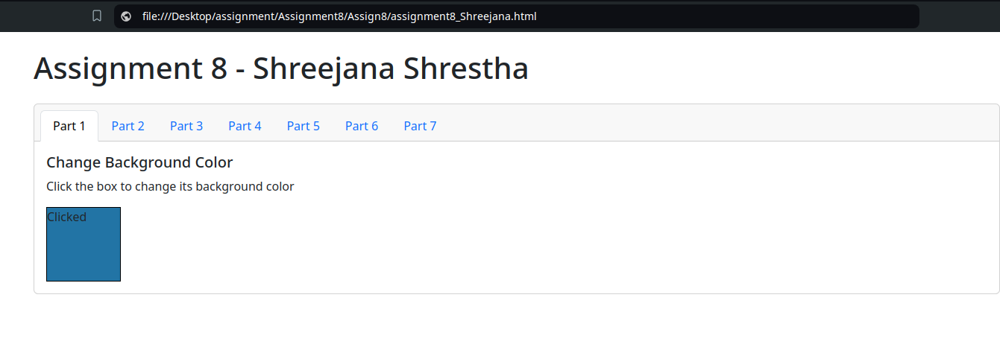 file:///Desktop/assignment/Assignment8/Assign8/assignment8_Shreejana.html
Assignment 8 - Shreejana Shrestha
Part 1 Part 2 Part 3 Part 4 Part 5 Part 6 Part 7
Change Background Color
Click the box to change its background color
Clicked